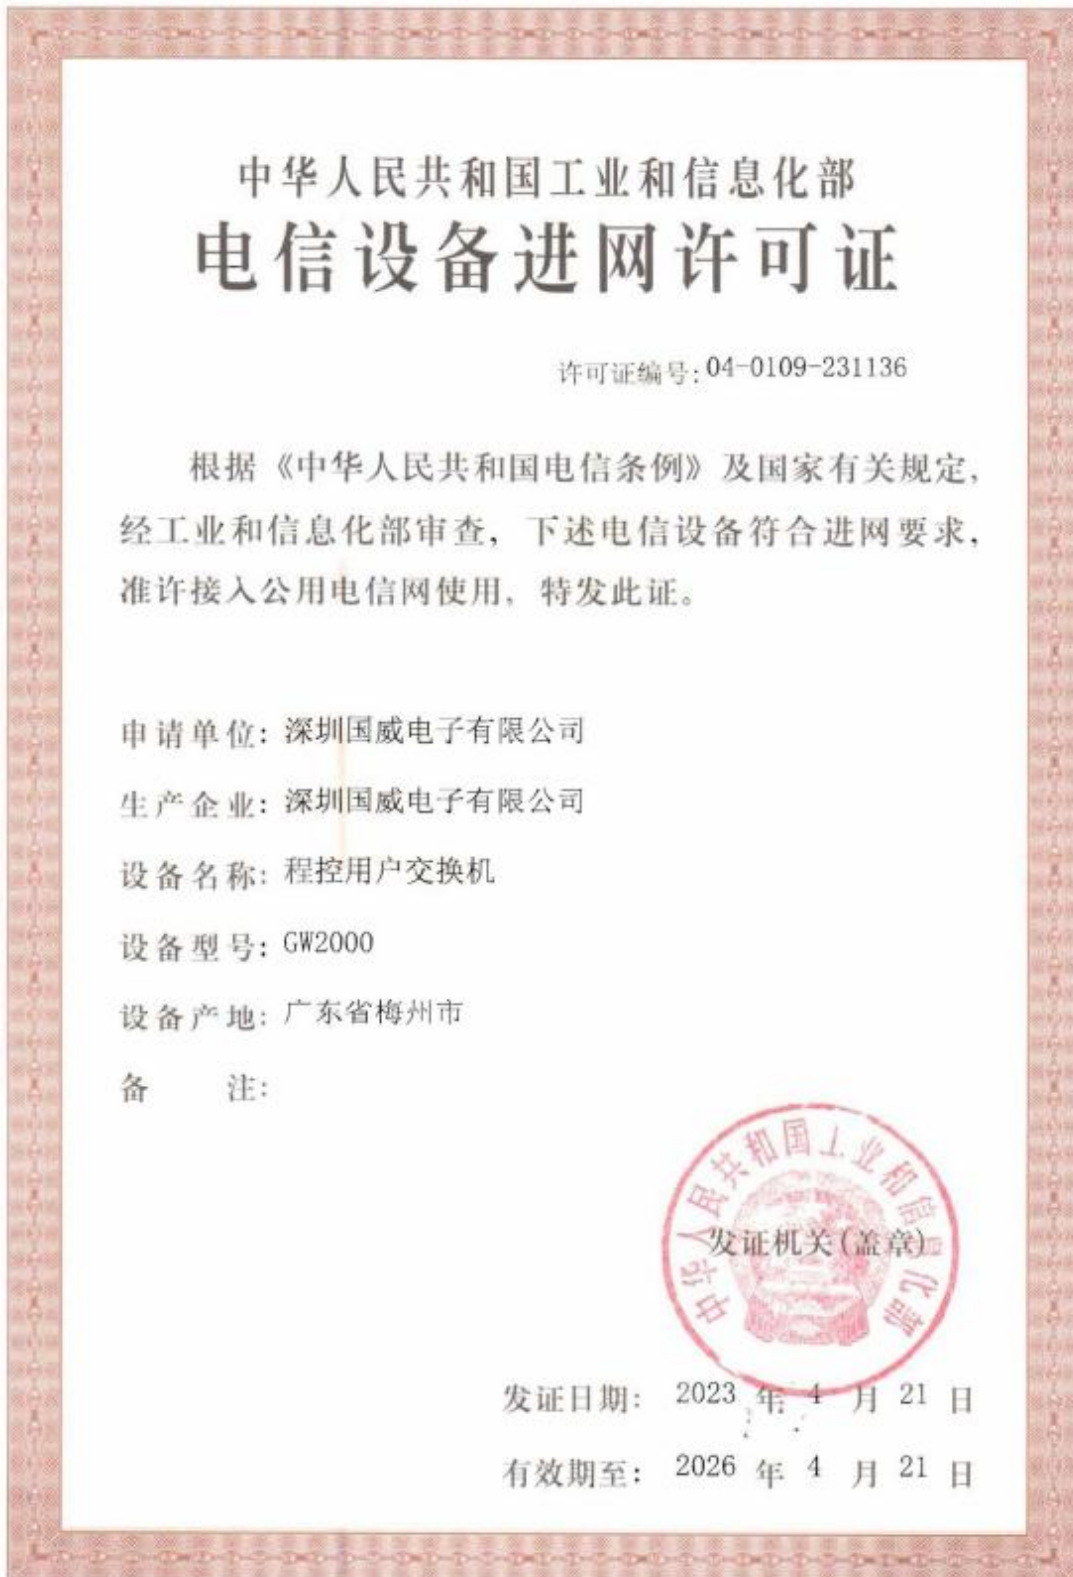 中华人民共和国工业和信息化部
电信设备进网许可证
许可证编号:04-0109-231136
根据《中华人民共和国电信条例》及国家有关规定,
经工业和信息化部审查,下述电信设备符合进网要求,
准许接入公用电信网使用,特发此证。
申请单位:深圳国威电子有限公司
生产企业:深圳国威电子有限公司
设备名称:程控用户交换机
设备型号:GW2000
设备产地:广东省梅州市
备 注:
中华人民共和国工业和信息化部
发证机关(盖章)
发证日期: 2023 年 4 月 21 日
有效期至: 2026 年 4 月 21 日